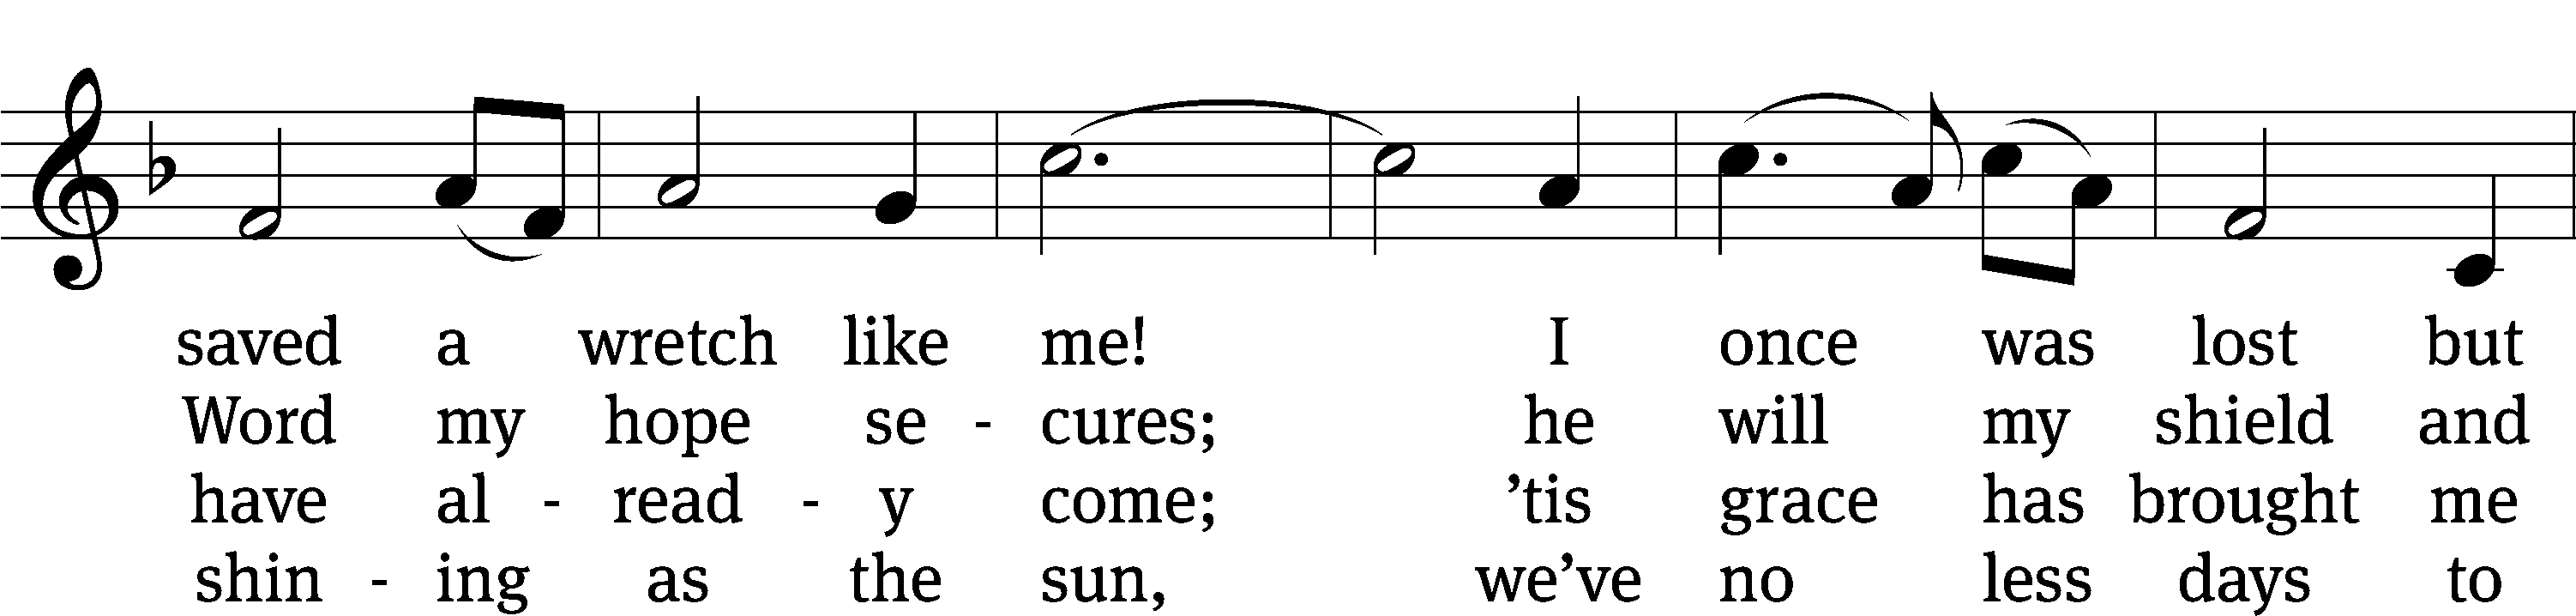 saved a wretch like me! I once was lost but
Word my hope se - cures; he will my shield and
have al - read - y come; ’tis grace has brought me
shin - ing as the sun, we’ve no less days to